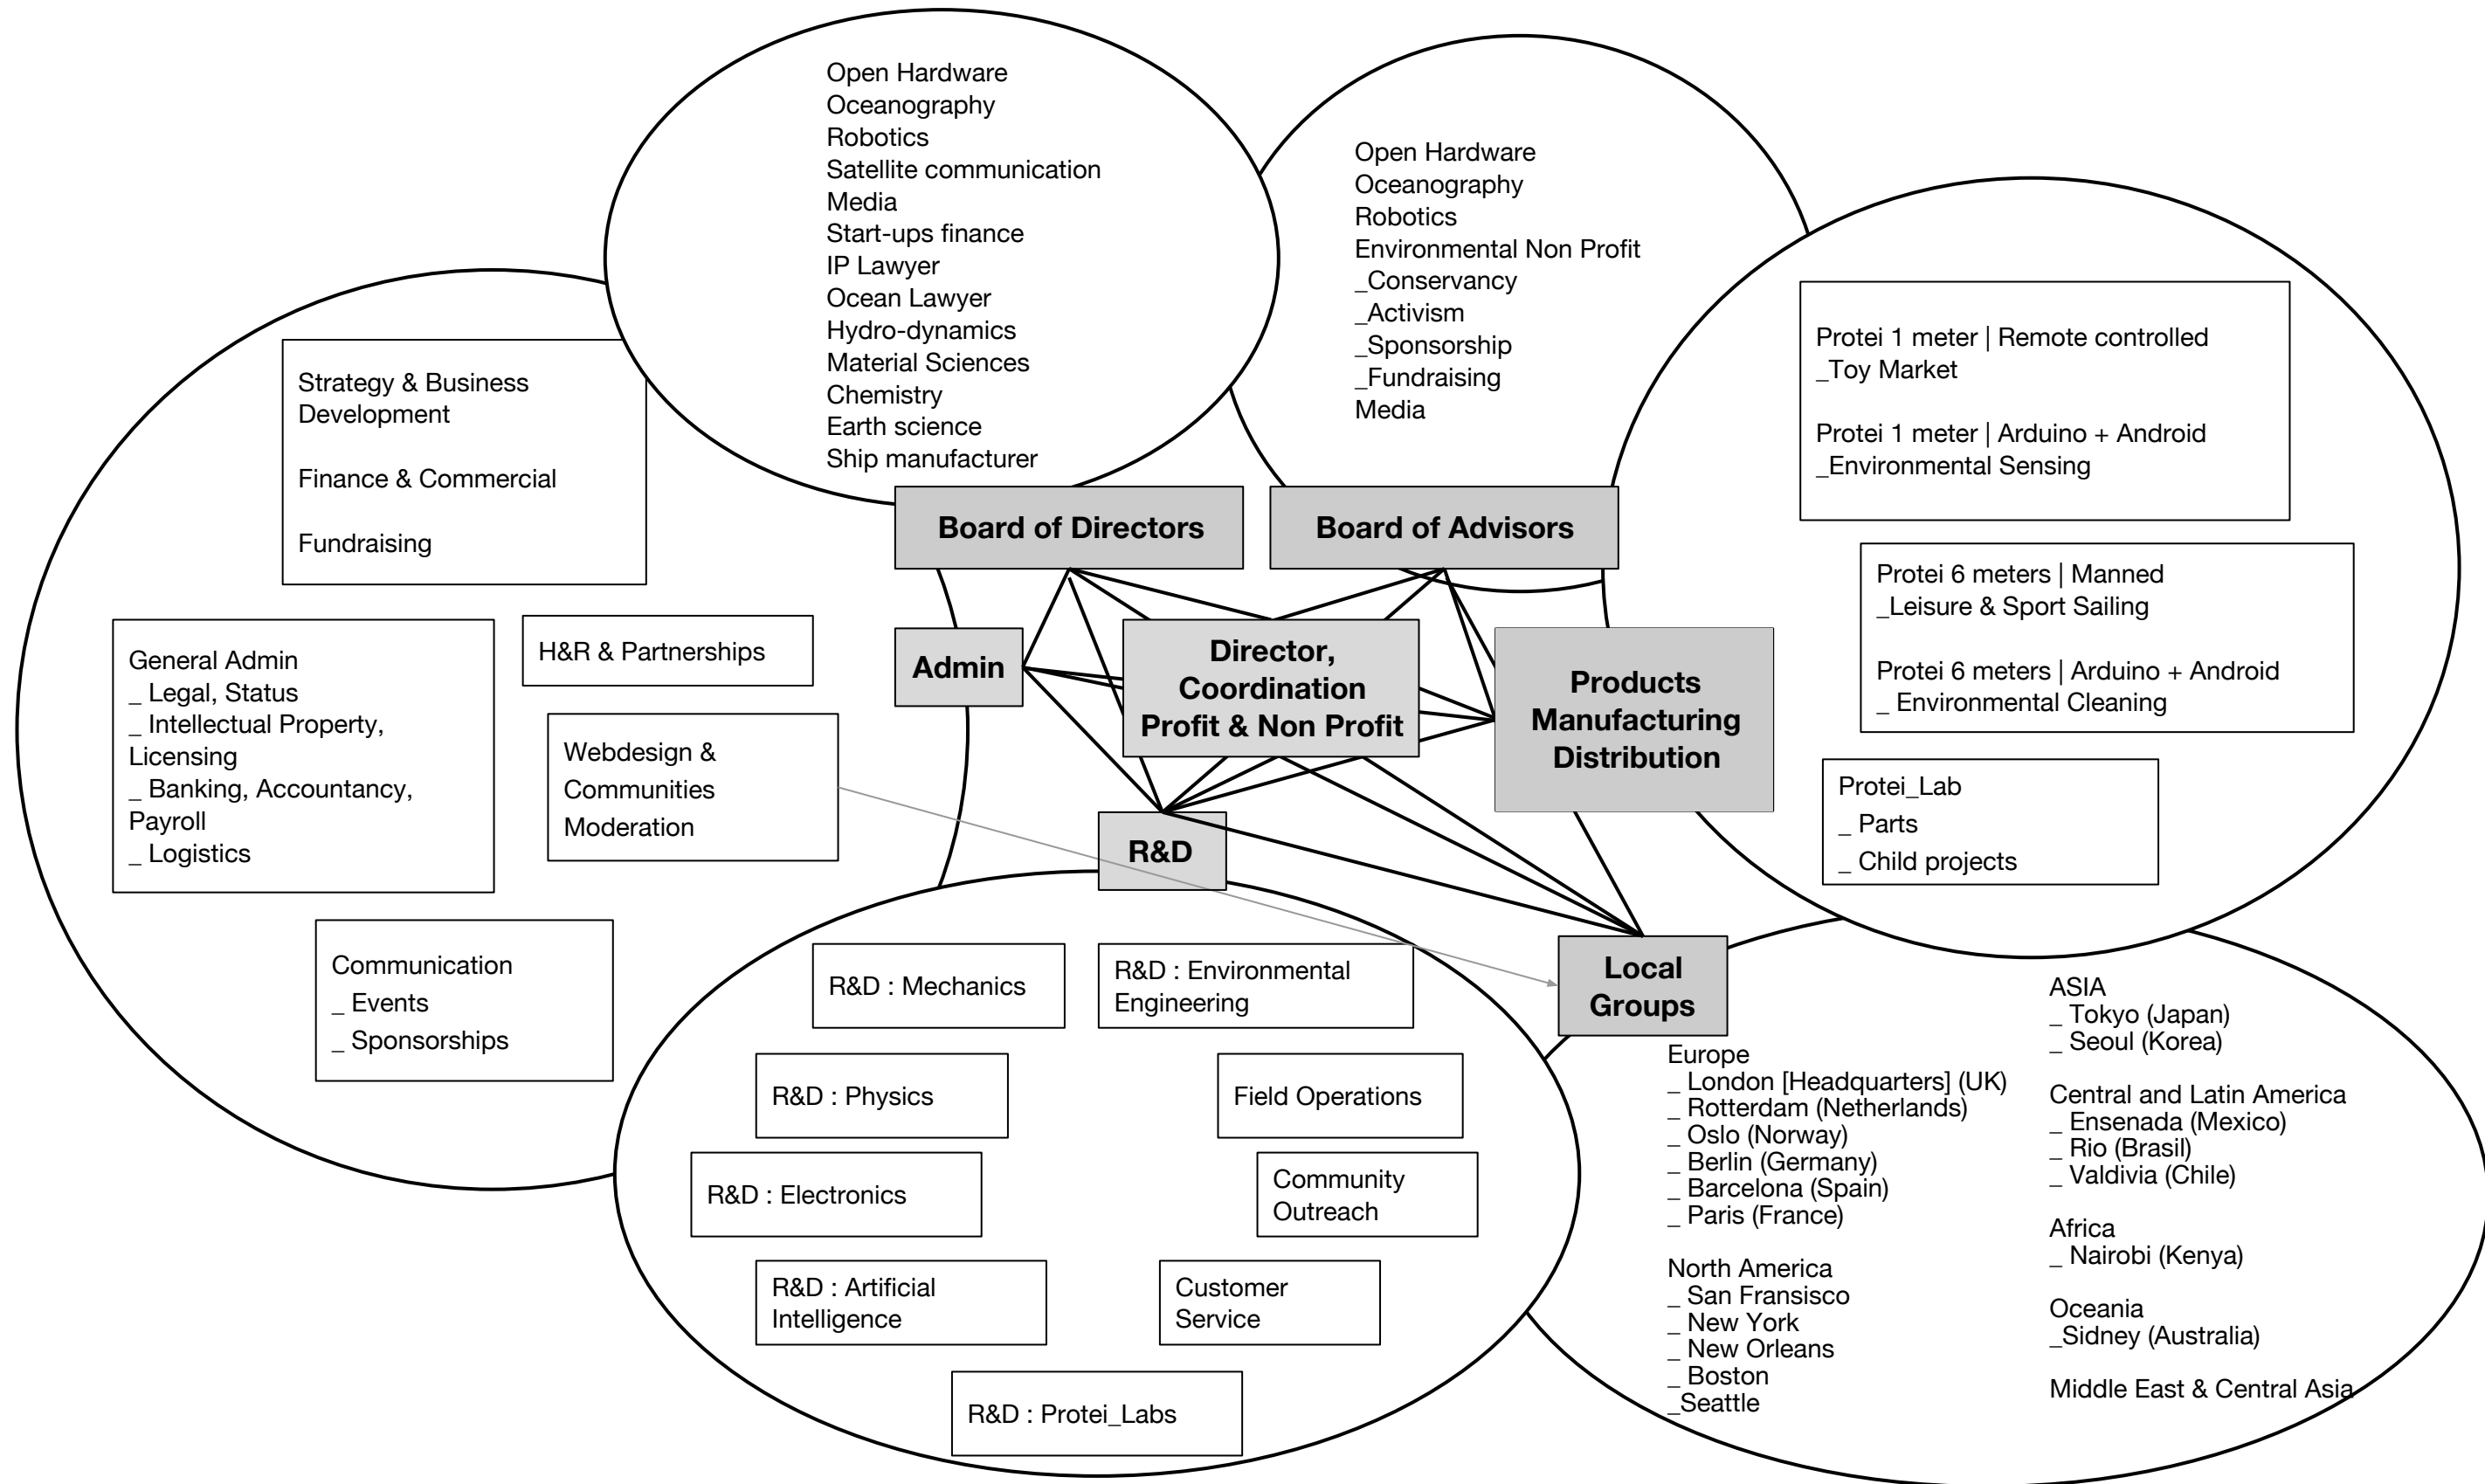 Open Hardware
Oceanography
Robotics
Satellite communication
Media
Start-ups finance
IP Lawyer
Ocean Lawyer
Hydro-dynamics
Material Sciences
Chemistry
Earth science
Ship manufacturer
Open Hardware
Oceanography
Robotics
Environmental Non Profit
_Conservancy
_Activism
_Sponsorship
_Fundraising
Media
Protei 1 meter | Remote controlled
_Toy Market
Protei 1 meter | Arduino + Android
_Environmental Sensing
Protei 6 meters | Manned
_Leisure & Sport Sailing
Protei 6 meters | Arduino + Android
_ Environmental Cleaning
Protei_Lab
_ Parts
_ Child projects
Strategy & Business
Development
Finance & Commercial
Fundraising
General Admin
_ Legal, Status
_ Intellectual Property,
Licensing
_ Banking, Accountancy,
Payroll
_ Logistics
H&R & Partnerships
Webdesign &
Communities
Moderation
Communication
_ Events
_ Sponsorships
Board of Directors
Board of Advisors
Admin
Director,
Coordination
Profit & Non Profit
Products
Manufacturing
Distribution
R&D
Local
Groups
R&D : Mechanics
R&D : Environmental
Engineering
R&D : Physics
Field Operations
R&D : Electronics
Community
Outreach
R&D : Artificial
Intelligence
Customer
Service
R&D : Protei_Labs
Europe
_ London [Headquarters] (UK)
_ Rotterdam (Netherlands)
_ Oslo (Norway)
_ Berlin (Germany)
_ Barcelona (Spain)
_ Paris (France)
North America
_ San Fransisco
_ New York
_ New Orleans
_ Boston
_Seattle
ASIA
_ Tokyo (Japan)
_ Seoul (Korea)
Central and Latin America
_ Ensenada (Mexico)
_ Rio (Brasil)
_ Valdivia (Chile)
Africa
_ Nairobi (Kenya)
Oceania
_Sidney (Australia)
Middle East & Central Asia